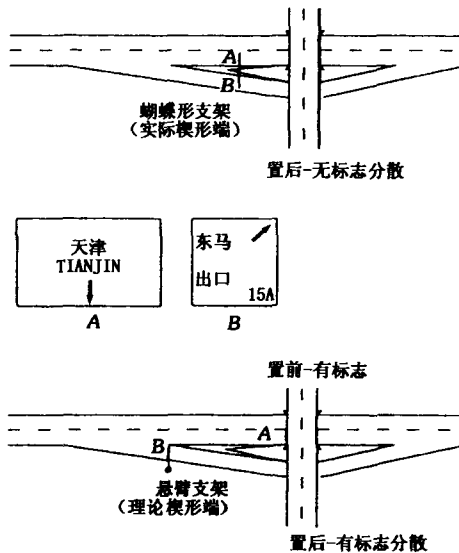 A
B
蝴蝶形支架
（实际楔形端）
置后-无标志分散
天津
TIANJIN
A
东马
出口
15A
B
置前-有标志
B
A
悬臂支架
（理论楔形端）
置后-有标志分散